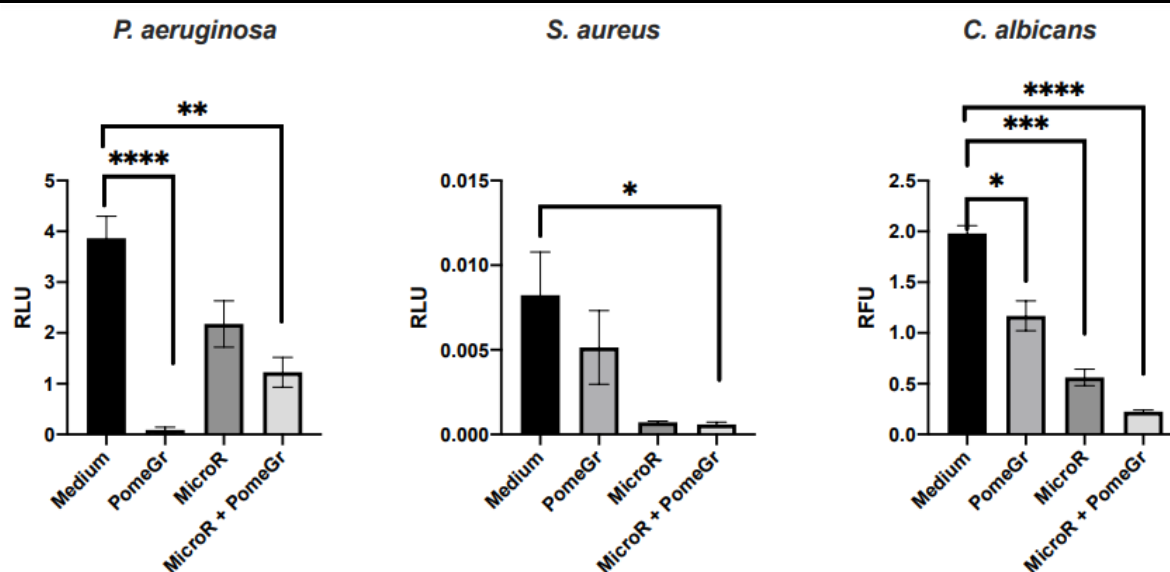 P. aeruginosa
**
****
5
4
3
2
1
0
RLU
Medium
PomeGr
MicroR
MicroR + PomeGr
S. aureus
*
0.015
0.010
0.005
0.000
RLU
Medium
PomeGr
MicroR
MicroR + PomeGr
C. albicans
****
***
*
2.5
2.0
1.5
1.0
0.5
0.0
RFU
Medium
PomeGr
MicroR
MicroR + PomeGr